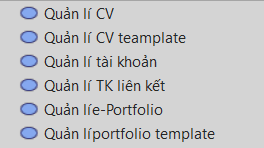 Quản lí CV
Quản lí CV teamplate
Quản lí tài khoản
Quản lí TK liên kết
Quản líe-Portfolio
Quản líportfolio template